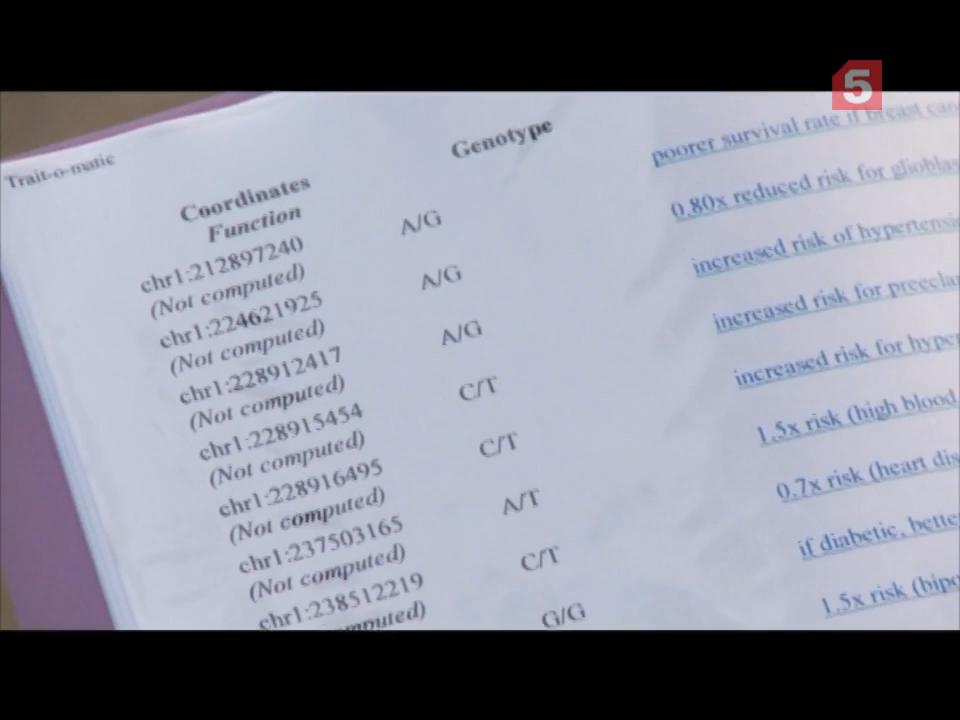 5
Trait-o-matic
Coordinates
Function
Genotype
chr1:212897240
(Not computed)
A/G
poorer survival rate if breast
chr1:224621925
(Not computed)
A/G
0.80x reduced risk for
chr1:228912417
(Not computed)
A/G
increased risk of
chr1:228915454
(Not computed)
C/T
increased risk for
chr1:228916495
(Not computed)
C/T
increased risk for
chr1:237503165
(Not computed)
A/T
1.5x risk (high blood
chr1:238512219
C/T
0.7x risk (heart
G/G
if diabetic,
1.5x risk